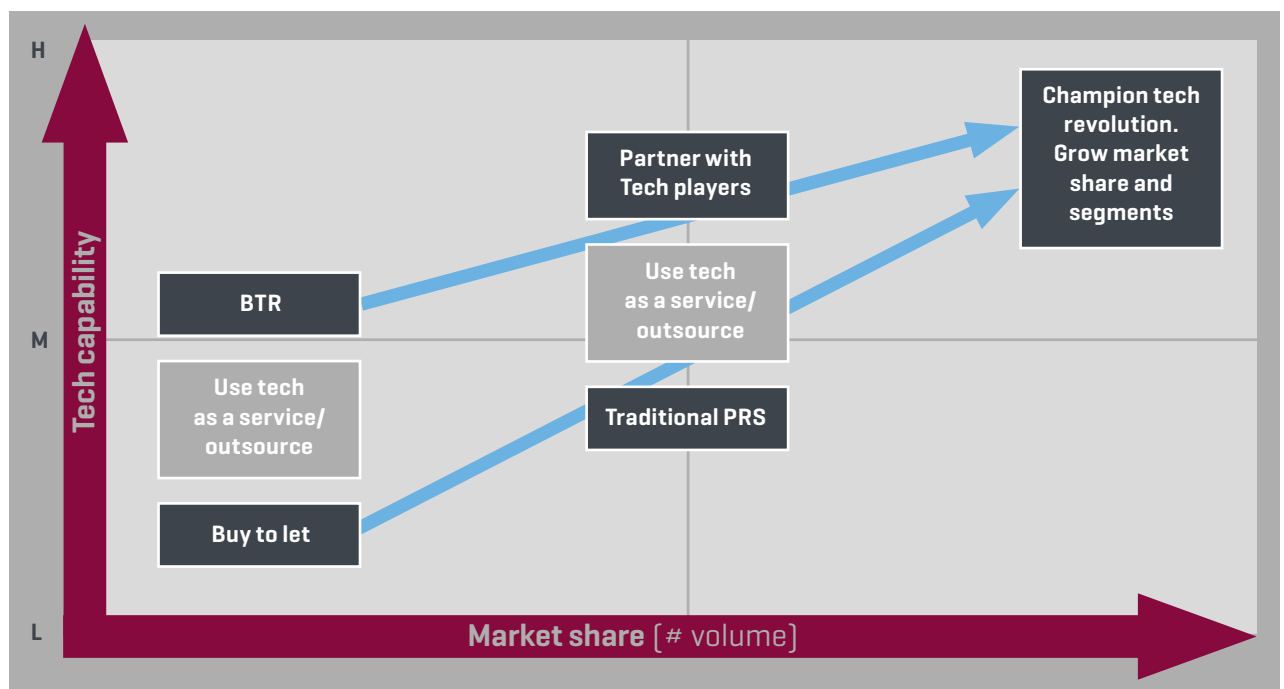 H
Champion tech
revolution.
Grow market
share and
segments
Partner with
Tech players
Use tech
as a service/
outsource
BTR
M
Tech capability
Use tech
as a service/
outsource
Traditional PRS
Buy to let
L
Market share (# volume)